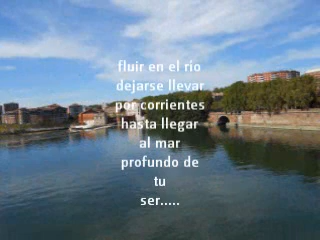 fluir en el rio
dejarse llevar
por corrientes
hasta llegar
al mar
profundo de
tu
ser.....